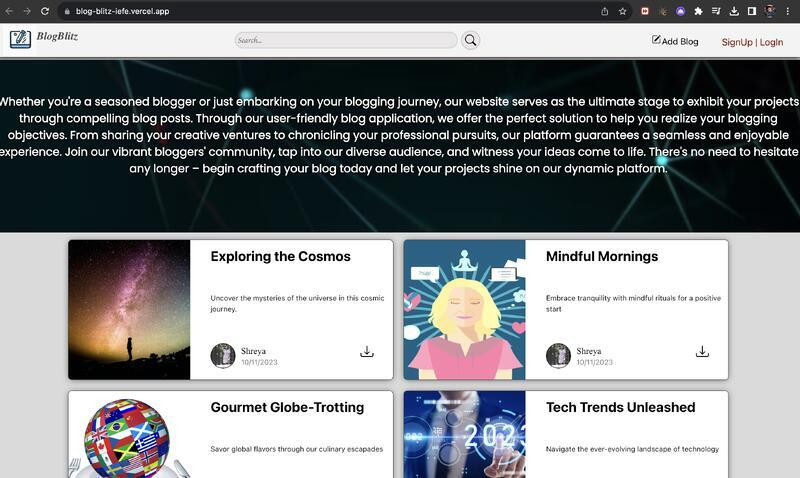 blog-blitz-iefe.vercel.app
BlogBlitz
Search...
Add Blog
SignUp | LogIn
Whether you're a seasoned blogger or just embarking on your blogging journey, our website serves as the ultimate stage to exhibit your projects
through compelling blog posts. Through our user-friendly blog application, we offer the perfect solution to help you realize your blogging
objectives. From sharing your creative ventures to chronicling your professional pursuits, our platform guarantees a seamless and enjoyable
experience. Join our vibrant bloggers' community, tap into our diverse audience, and witness your ideas come to life. There's no need to hesitate
any longer – begin crafting your blog today and let your projects shine on our dynamic platform.
Exploring the Cosmos
Uncover the mysteries of the universe in this cosmic
journey.
Shreya
10/11/2023
Mindful Mornings
Embrace tranquility with mindful rituals for a positive
start
Shreya
10/11/2023
Gourmet Globe-Trotting
Savor global flavors through our culinary escapades
202
Tech Trends Unleashed
Navigate the ever-evolving landscape of technology